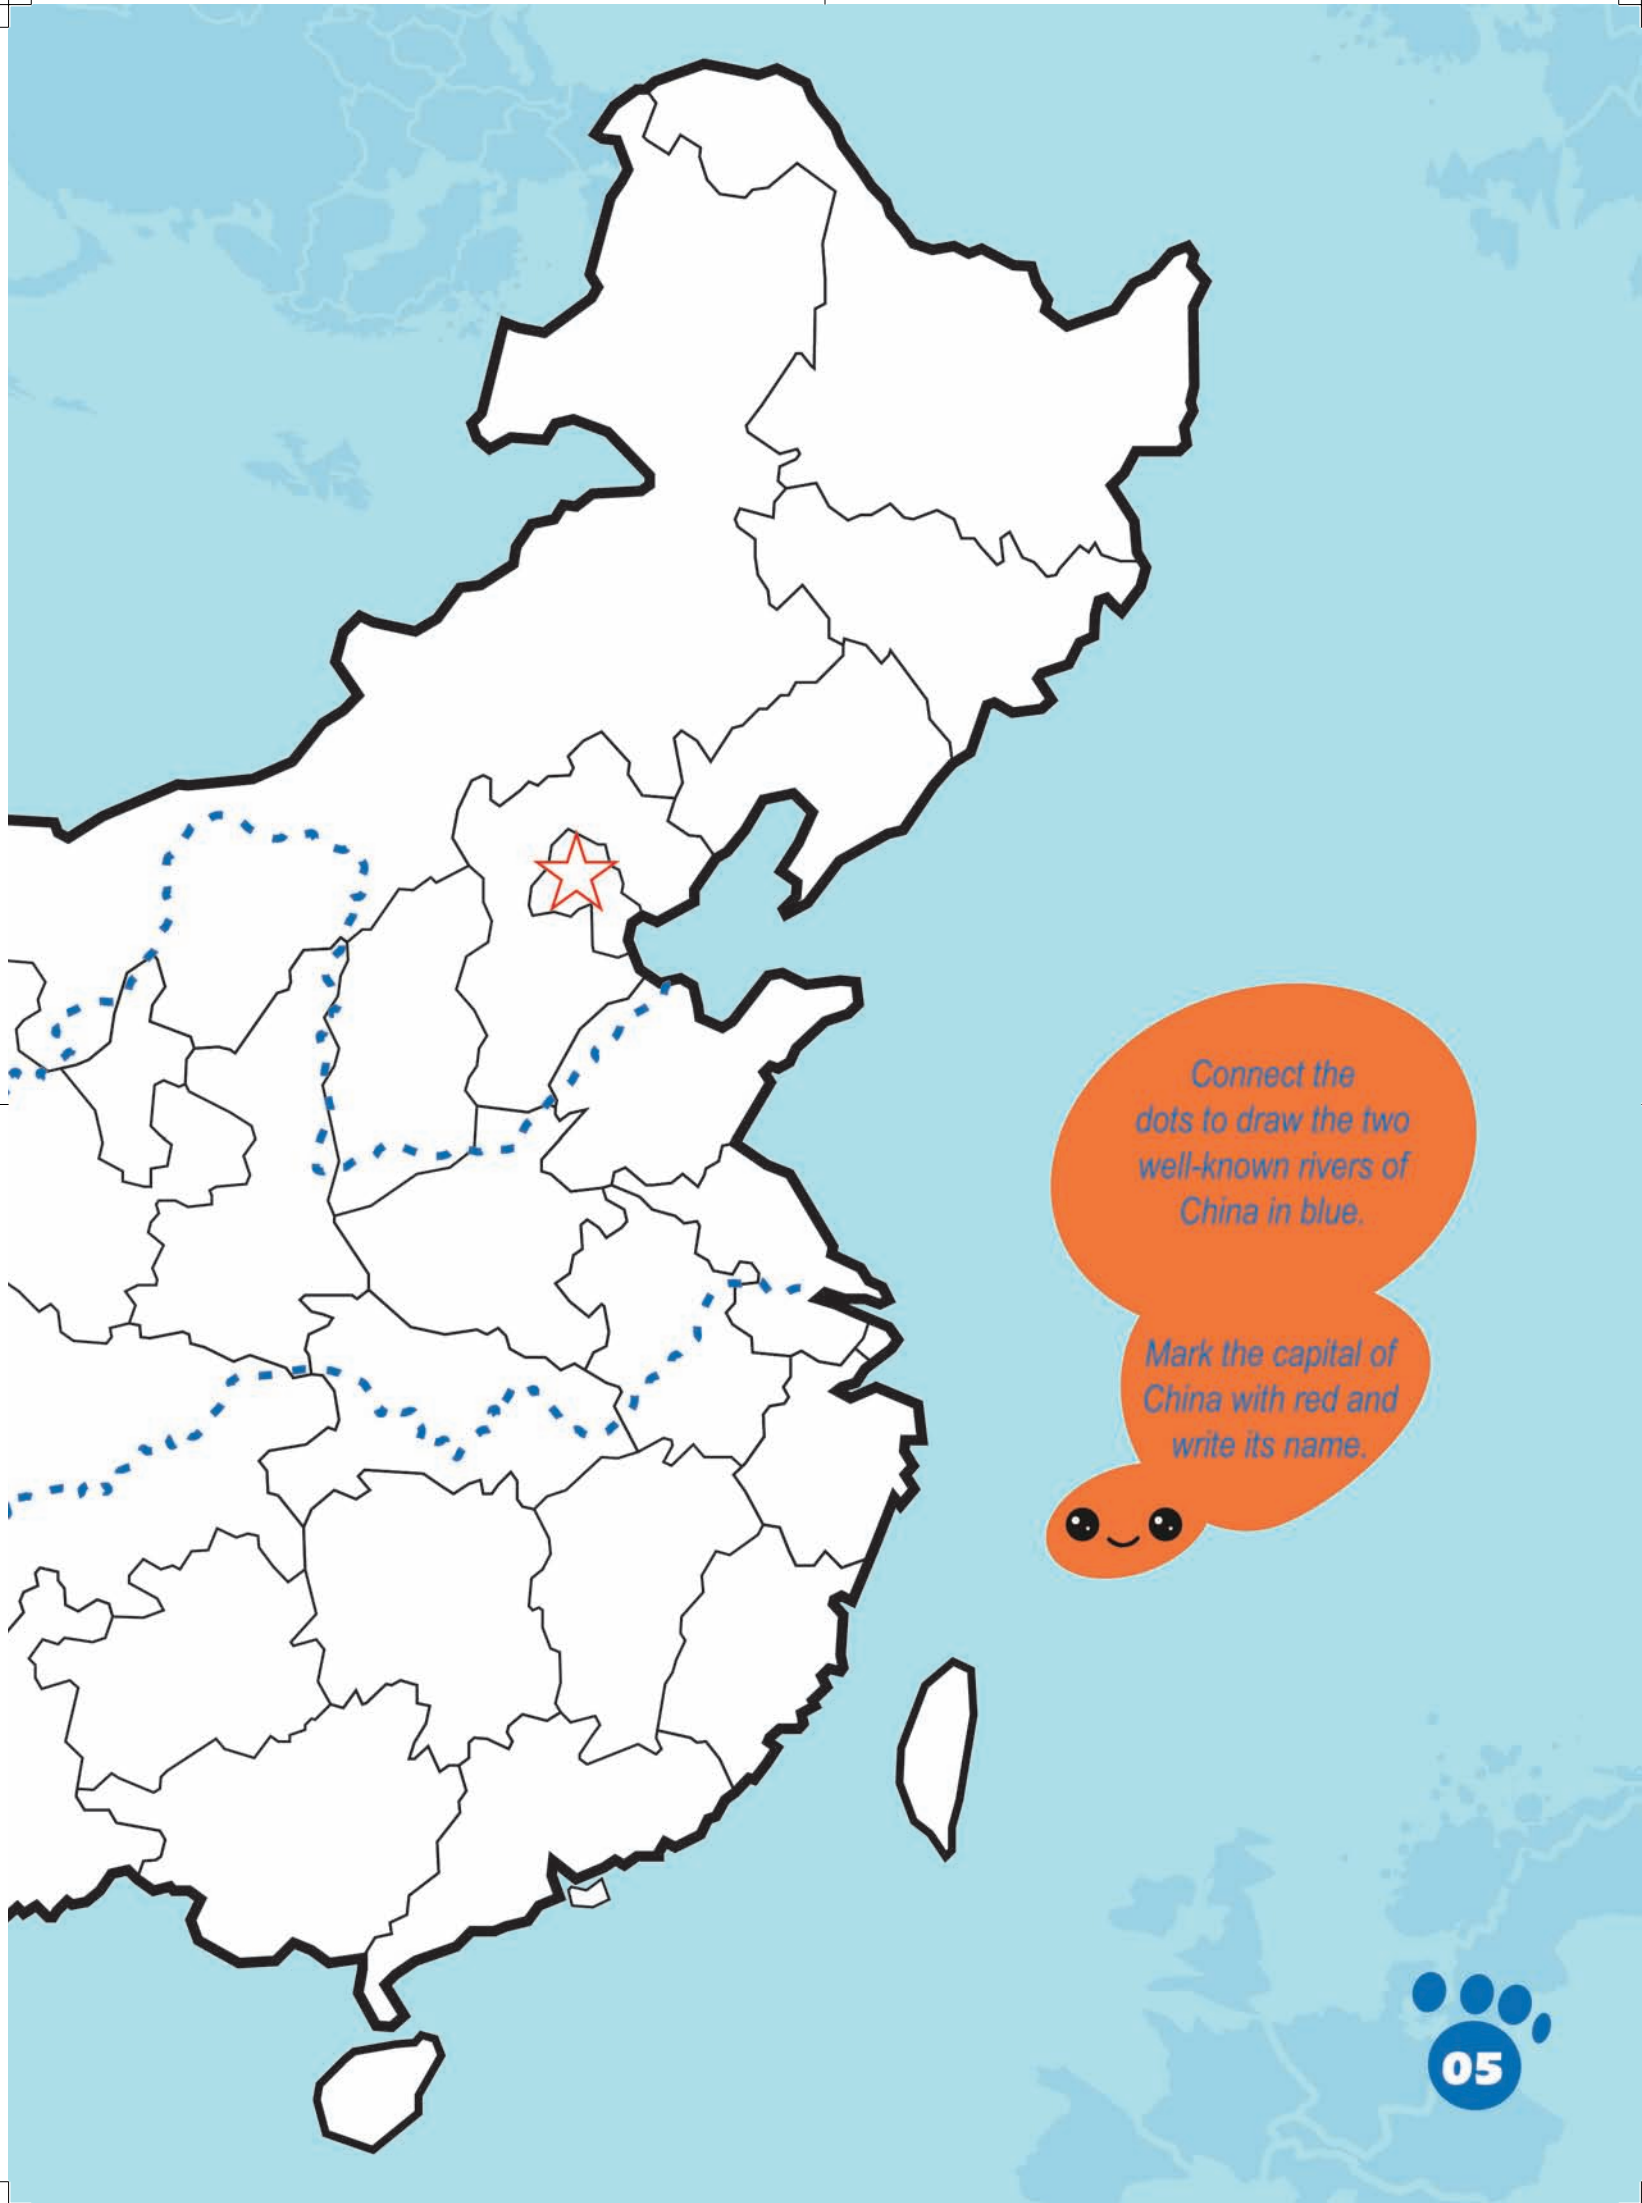 Connect the
dots to draw the two
well-known rivers of
China in blue.
Mark the capital of
China with red and
write its name.
05